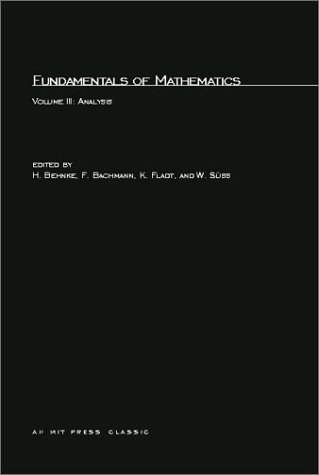 Fundamentals of Mathematics
Volume III: Analysis
edited by
H. Behnke, F. Bachmann, K. Fladt, and W. Süss
AN MIT PRESS CLASSIC